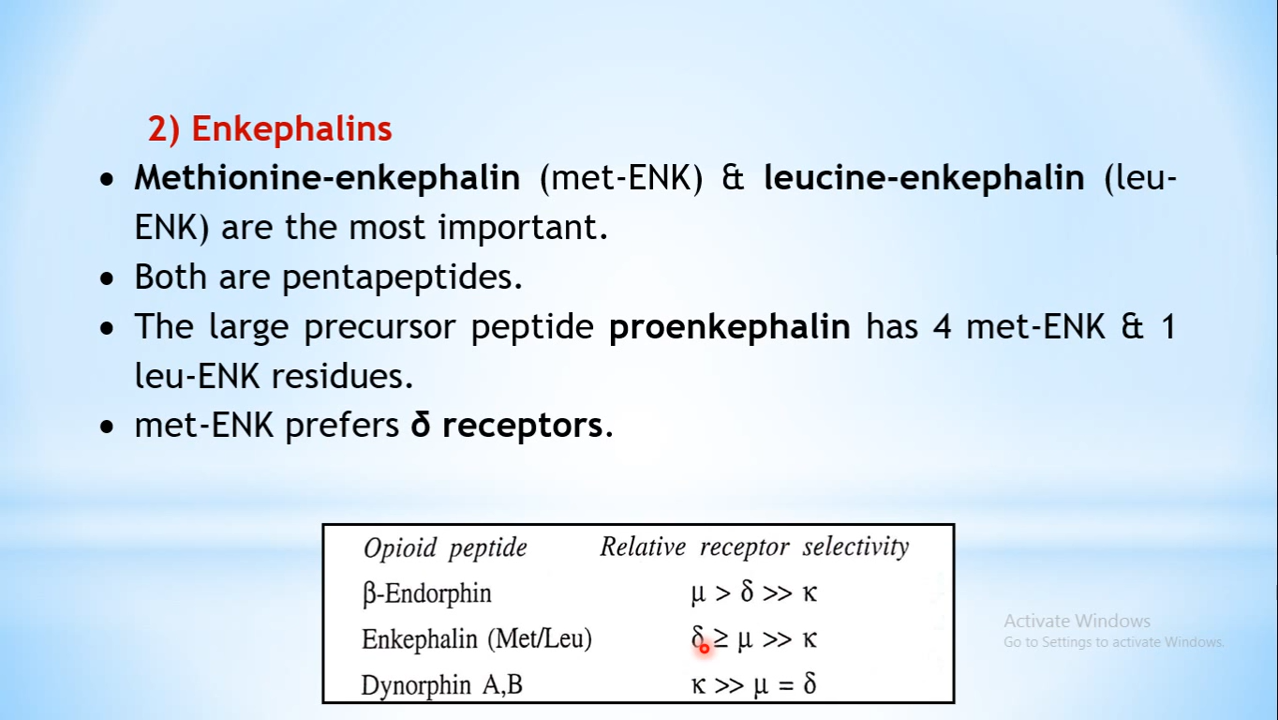 2) Enkephalins
• Methionine-enkephalin (met-ENK) & leucine-enkephalin (leu-
ENK) are the most important.
• Both are pentapeptides.
• The large precursor peptide proenkephalin has 4 met-ENK & 1
leu-ENK residues.
• met-ENK prefers δ receptors.
Opioid peptide Relative receptor selectivity
β-Endorphin μ > δ >> κ
Enkephalin (Met/Leu) δ ≥ μ >> κ
Dynorphin A,B κ >> μ = δ
Activate Windows
Go to Settings to activate Windows.